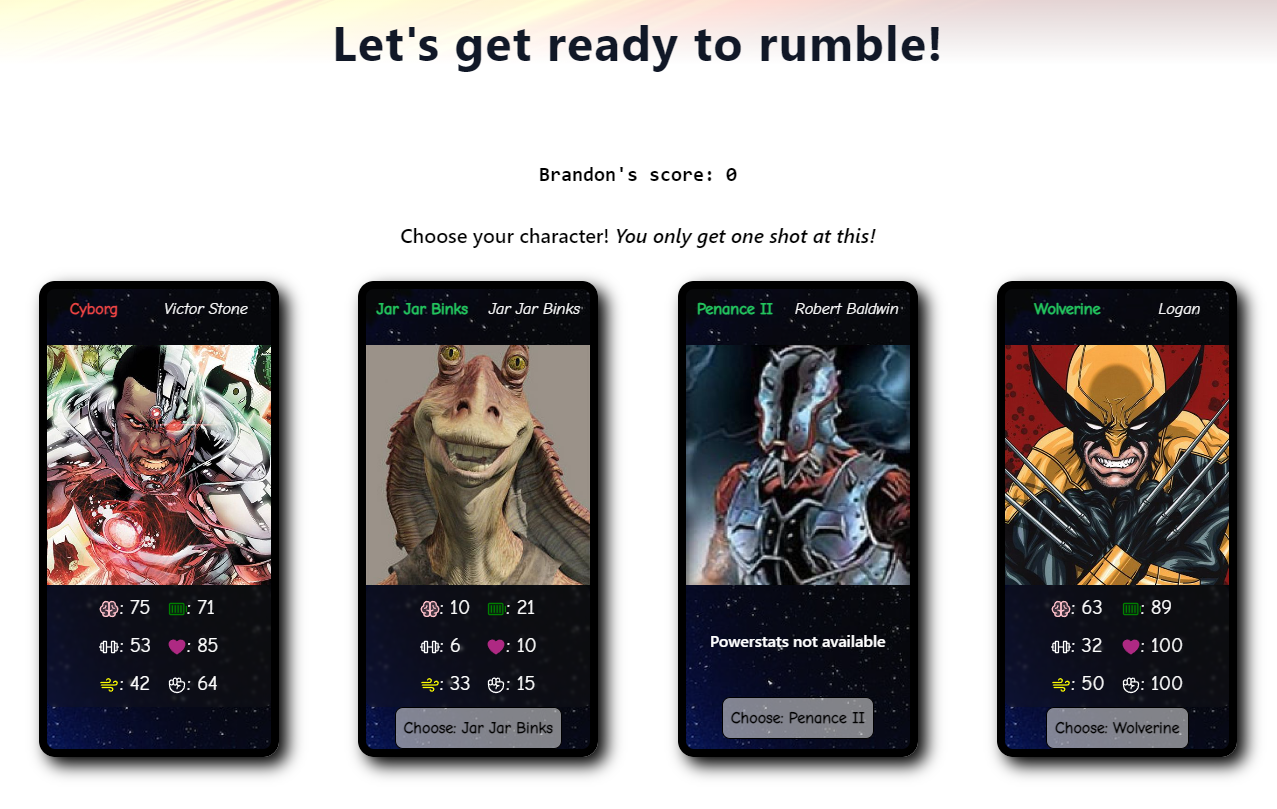 Let's get ready to rumble!
Brandon's score: 0
Choose your character! You only get one shot at this!
Cyborg Victor Stone
: 75 : 71
: 53 : 85
: 42 : 64
Jar Jar Binks Jar Jar Binks
: 10 : 21
: 6 : 10
: 33 : 15
Choose: Jar Jar Binks
Penance II Robert Baldwin
Powerstats not available
Choose: Penance II
Wolverine Logan
: 63 : 89
: 32 : 100
: 50 : 100
Choose: Wolverine